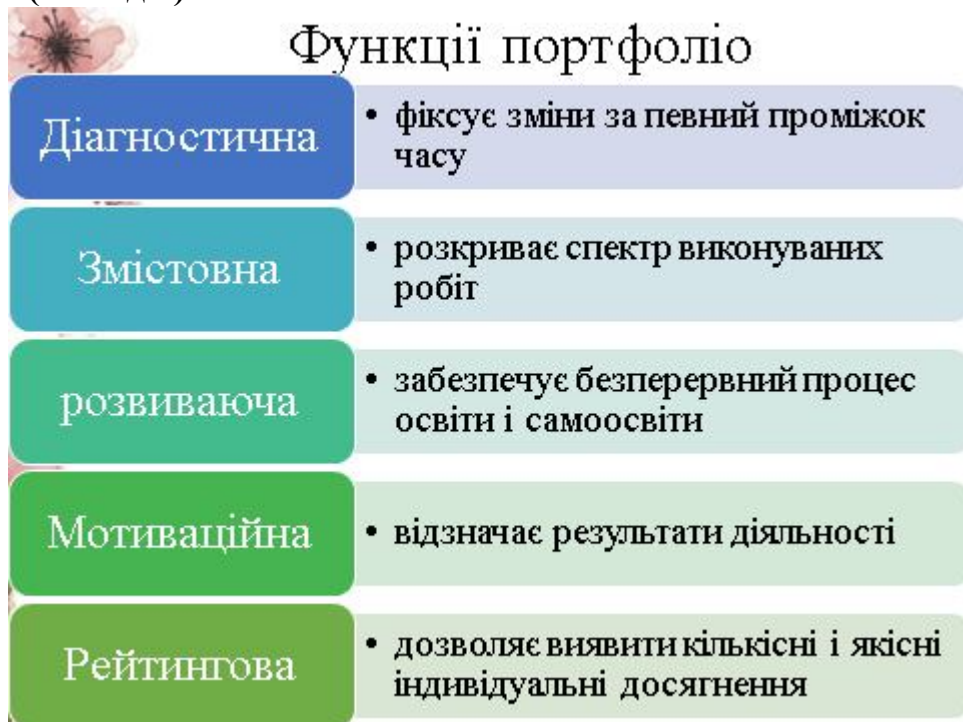 Функції портфоліо
Діагностична
• фіксує зміни за певний проміжок
часу
Змістовна
• розкриває спектр виконуваних
робіт
розвиваюча
• забезпечує безперервний процес
освіти і самоосвіти
Мотиваційна
• відзначає результати діяльності
Рейтингова
• дозволяє виявити кількісні і якісні
індивідуальні досягнення